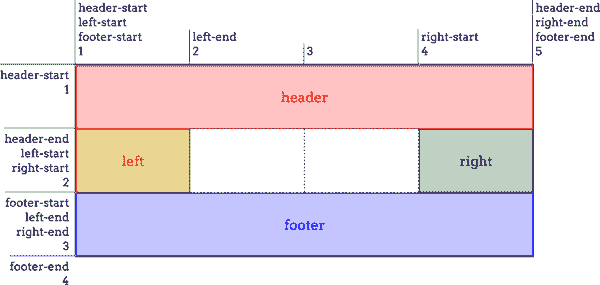 header-start
left-start
footer-start
1
left-end
2
3
right-start
4
header-end
right-end
footer-end
5
header-start
1
header
header-end
left-start
right-start
2
left
right
footer-start
left-end
right-end
3
footer
footer-end
4